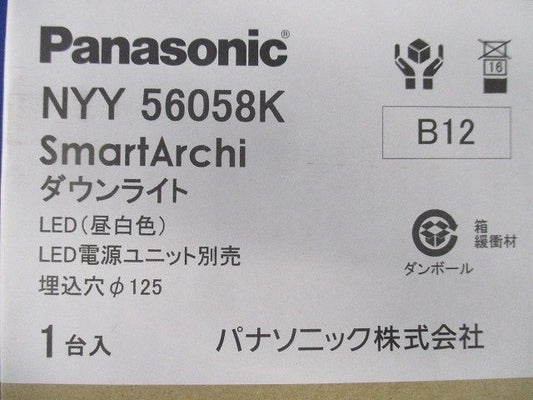 Panasonic®
NYY 56058K
SmartArchi
ダウンライト
LED(昼白色)
LED電源ユニット別売
埋込穴φ125
1台入
16
B12
箱
緩衝材
ダンボール
パナソニック株式会社